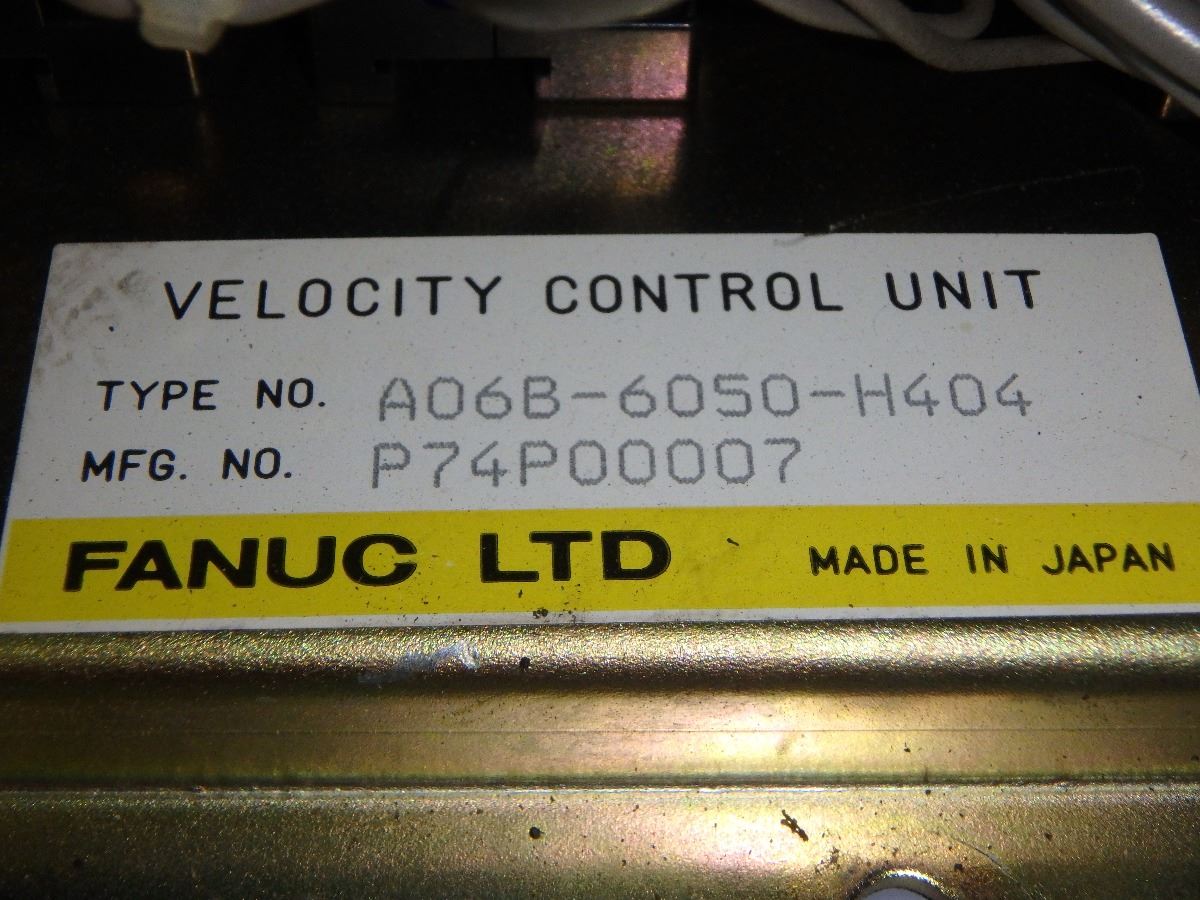 VELOCITY CONTROL UNIT
TYPE NO. A06B-6050-H404
MFG. NO. P74P00007
FANUC LTD MADE IN JAPAN